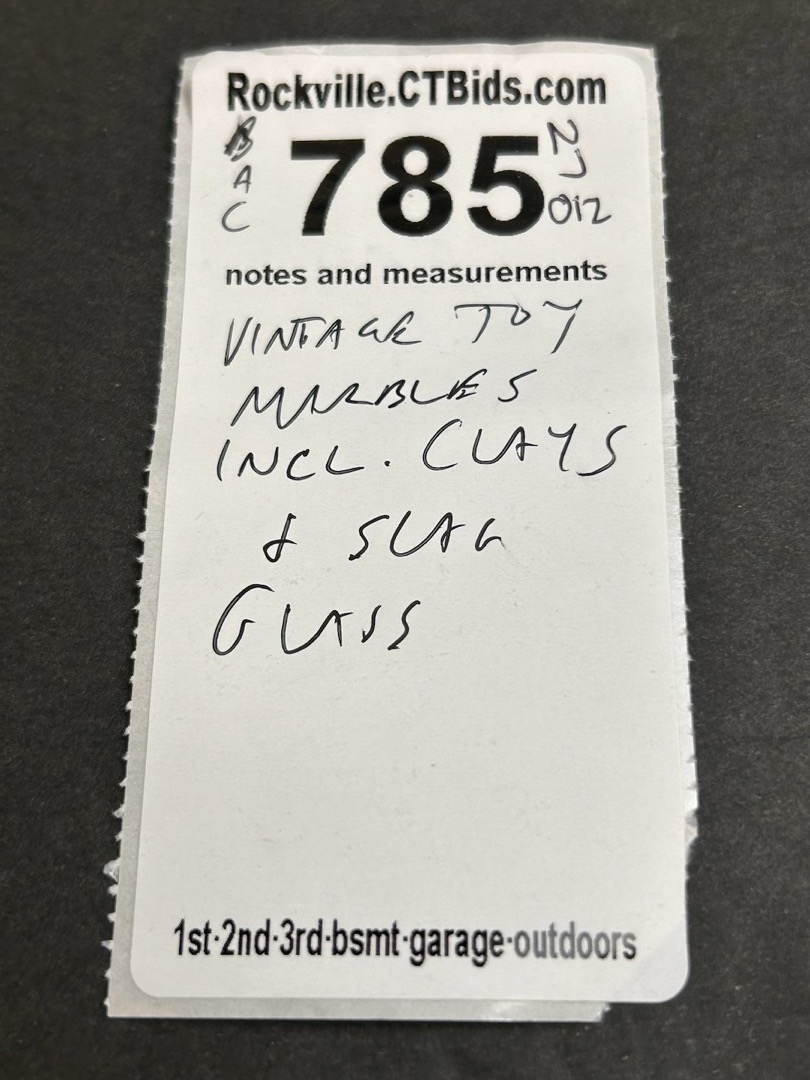 Rockville.CTBids.com
B
A
C
785
NJ
012
notes and measurements
VINTAGE TOY
MARBLES
INCL. CLAYS
& SLAG
GLASS
1st·2nd·3rd·bsmt·garage·outdoors